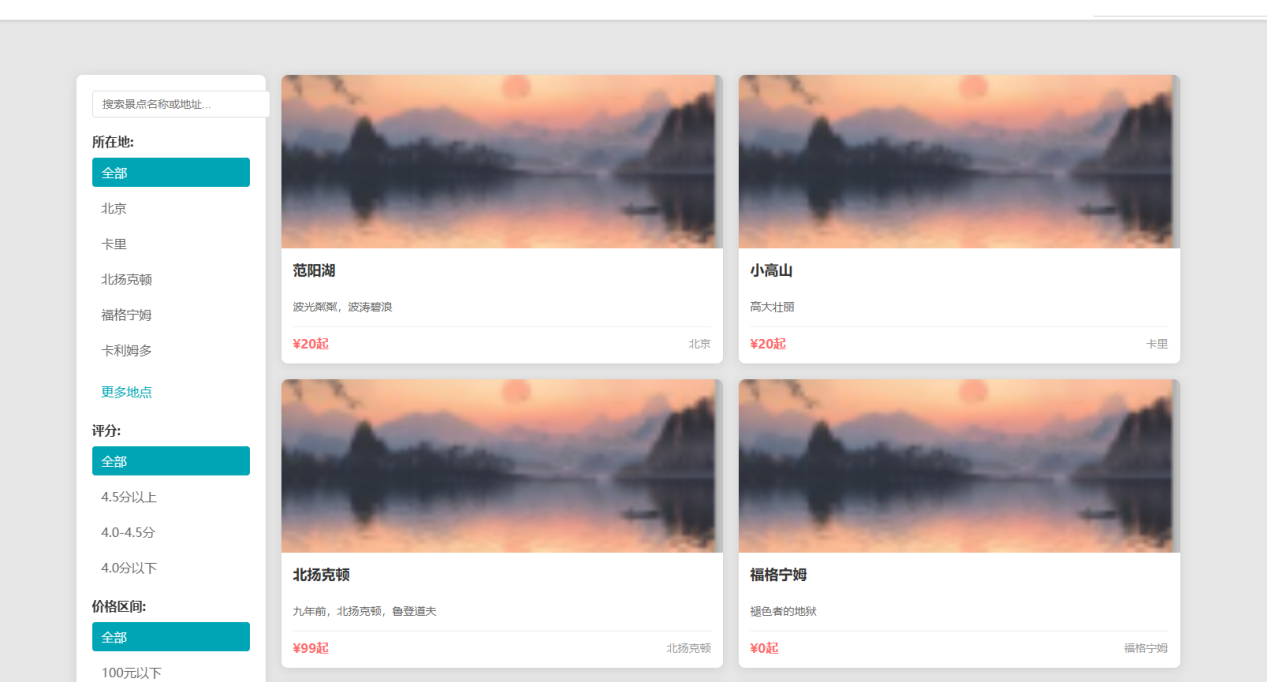 搜索景点名称或地址...
所在地:
全部
北京
卡里
北扬克顿
福格宁姆
卡利姆多
更多地点
评分:
全部
4.5分以上
4.0-4.5分
4.0分以下
价格区间:
全部
100元以下
范阳湖
波光粼粼，波涛碧浪
¥20起 北京
小高山
高大壮丽
¥20起 卡里
北扬克顿
九年前，北扬克顿，鲁登道夫
¥99起 北扬克顿
福格宁姆
褪色者的地狱
¥0起 福格宁姆